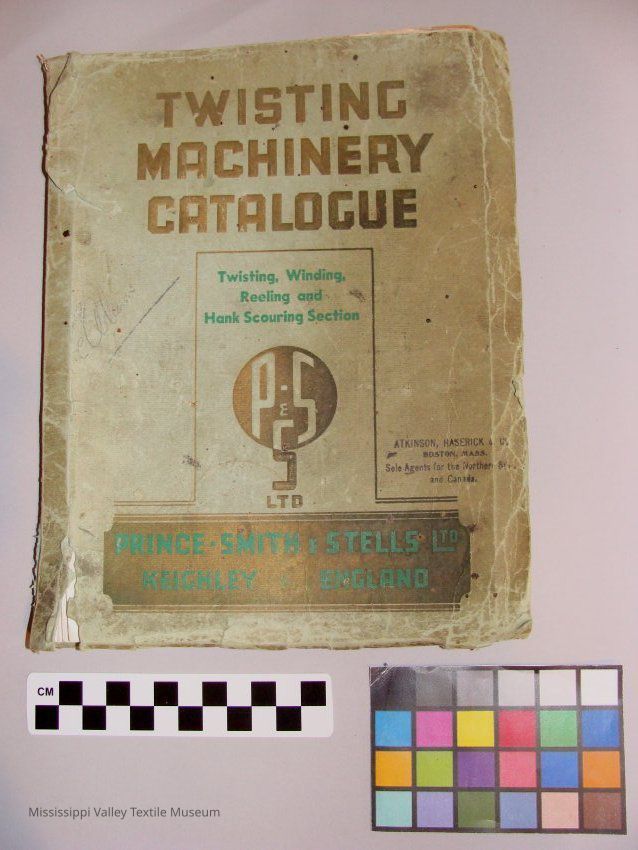 TWISTING
MACHINERY
CATALOGUE
Twisting, Winding,
Reeling and
Hank Scouring Section
P·S
&
S
LTD
ATKINSON, HASERICK & Co.
BOSTON, MASS.
Sole Agents for the Northern
and Canada.
PRINCE-SMITH & STELLS LTD
KEIGHLEY ENGLAND
CM
Mississippi Valley Textile Museum